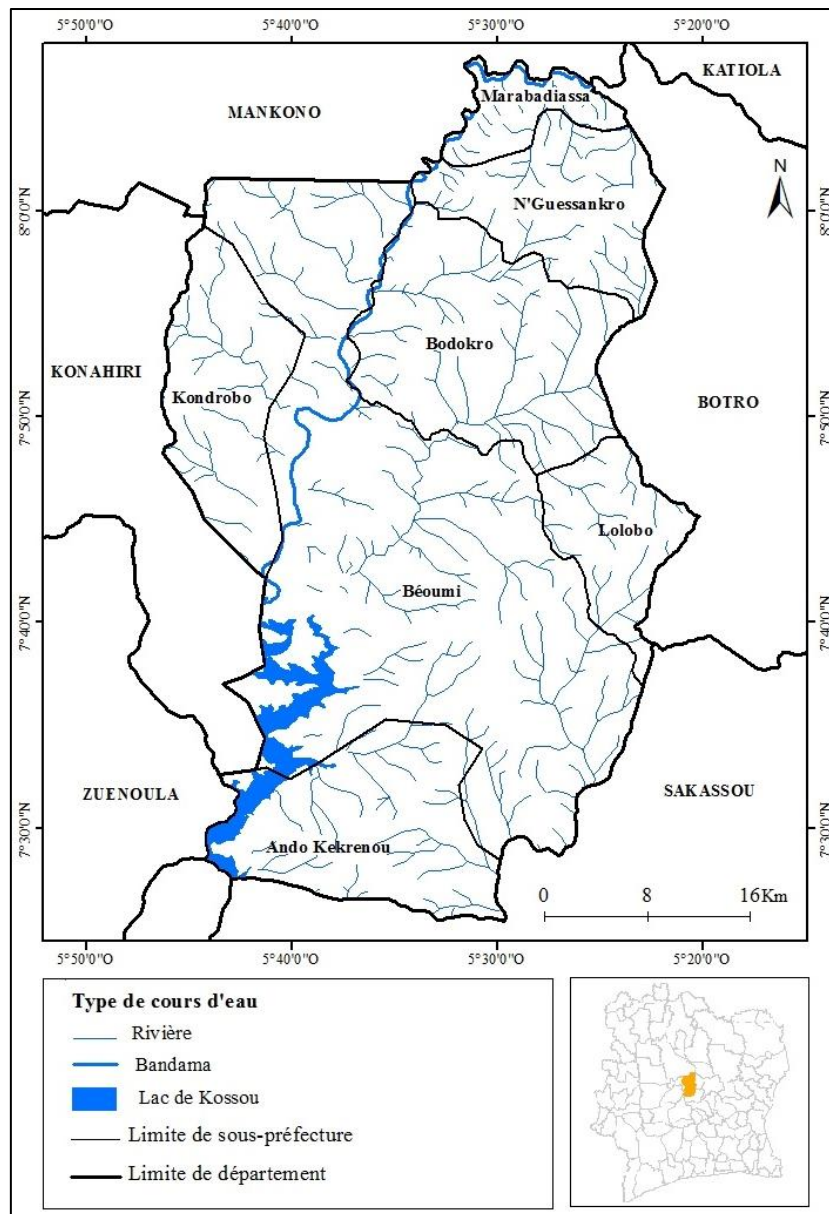 5°50'0"O
5°40'0"O
5°30'0"O
5°20'0"O
KATIOLA
Marabadiassa
MANKONO
N
N'Guessankro
8°0'0"N
8°0'0"N
Bodokro
KONAHIRI
Kondrobo
BOTRO
7°50'0"N
7°50'0"N
Lolobo
Béoumi
7°40'0"N
7°40'0"N
ZUENOULA
SAKASSOU
7°30'0"N
7°30'0"N
Ando Kekrenou
0 8 16Km
5°50'0"O
5°40'0"O
5°30'0"O
5°20'0"O
Type de cours d'eau
Rivière
Bandama
Lac de Kossou
Limite de sous-préfecture
Limite de département